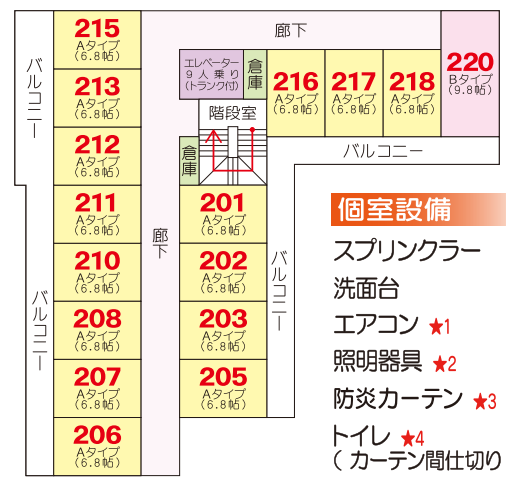 215
Aタイプ
(6.8帖)
213
Aタイプ
(6.8帖)
212
Aタイプ
(6.8帖)
211
Aタイプ
(6.8帖)
210
Aタイプ
(6.8帖)
208
Aタイプ
(6.8帖)
207
Aタイプ
(6.8帖)
206
Aタイプ
(6.8帖)
バルコニー
バルコニー
廊下
廊下
エレベーター
9人乗り
(トランク付)
倉庫
216
Aタイプ
(6.8帖)
217
Aタイプ
(6.8帖)
218
Aタイプ
(6.8帖)
220
Bタイプ
(9.8帖)
階段室
倉庫
バルコニー
201
Aタイプ
(6.8帖)
202
Aタイプ
(6.8帖)
203
Aタイプ
(6.8帖)
205
Aタイプ
(6.8帖)
バルコニー
個室設備
スプリンクラー
洗面台
エアコン ★1
照明器具 ★2
防炎カーテン ★3
トイレ ★4
( カーテン間仕切り